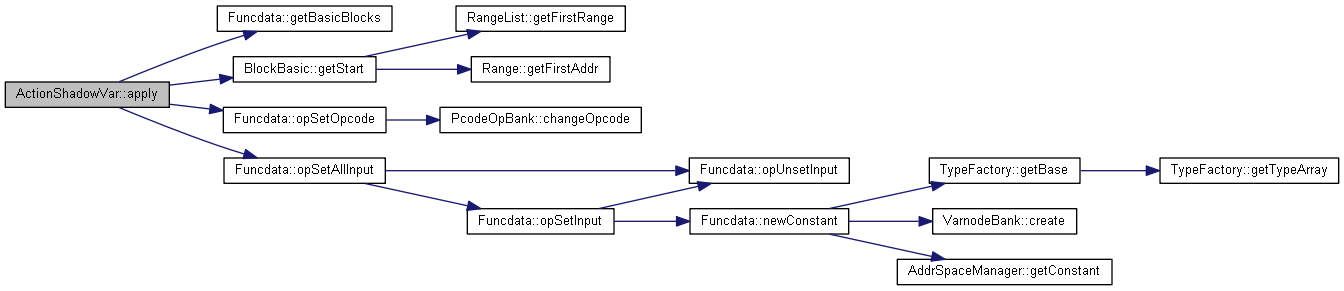 ActionShadowVar::apply
Funcdata::getBasicBlocks
BlockBasic::getStart
RangeList::getFirstRange
Range::getFirstAddr
Funcdata::opSetOpcode
PcodeOpBank::changeOpcode
Funcdata::opSetAllInput
Funcdata::opUnsetInput
Funcdata::opSetInput
Funcdata::newConstant
TypeFactory::getBase
TypeFactory::getTypeArray
VarnodeBank::create
AddrSpaceManager::getConstant